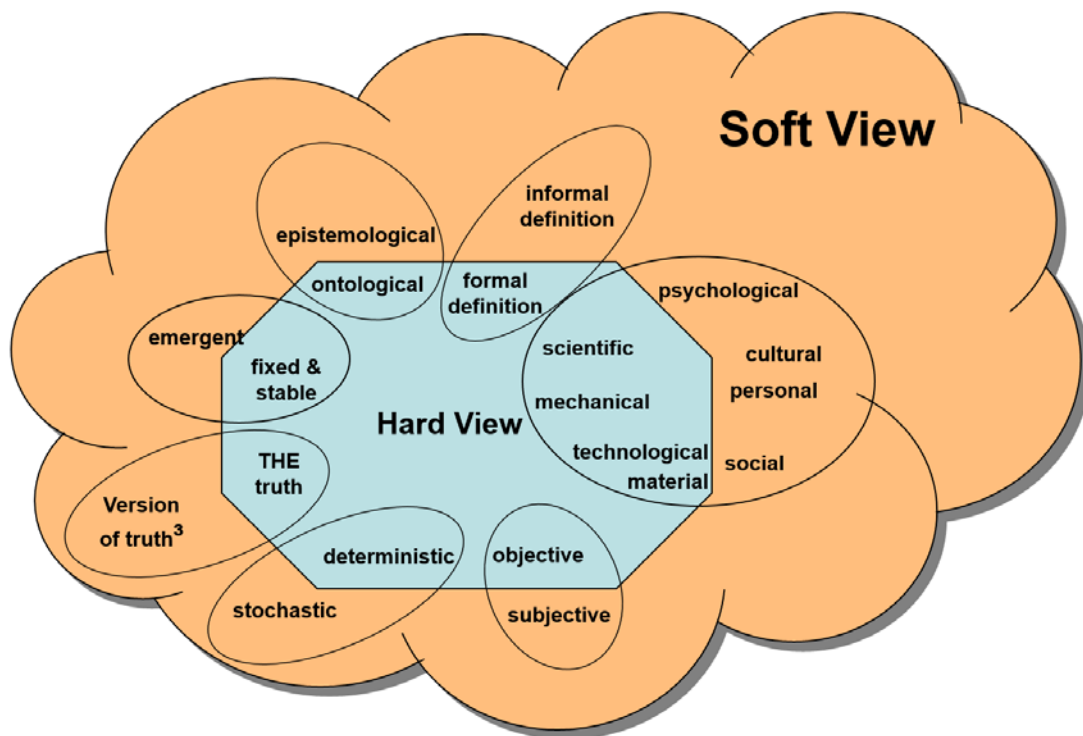 Soft View
informal
definition
epistemological
ontological
formal
definition
psychological
emergent
scientific
cultural
fixed &
stable
personal
mechanical
Hard View
technological
THE
truth
social
material
Version
of truth³
deterministic
objective
stochastic
subjective